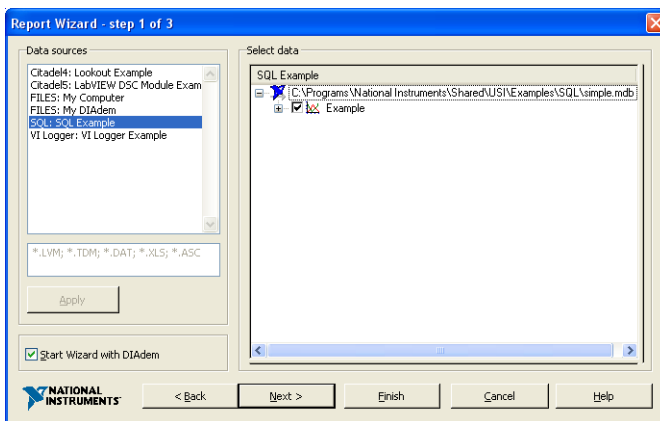 Report Wizard - step 1 of 3
Data sources
Citadel4: Lookout Example
Citadel5: LabVIEW DSC Module Exam
FILES: My Computer
FILES: My DIAdem
SQL: SQL Example
VI Logger: VI Logger Example
*.LVM; *.TDM; *.DAT; *.XLS; *.ASC
Apply
Start Wizard with DIAdem
Select data
SQL Example
C:\Programs\National Instruments\Shared\USI\Examples\SQL\simple.mdb
Example
NATIONAL
INSTRUMENTS
< Back
Next >
Finish
Cancel
Help